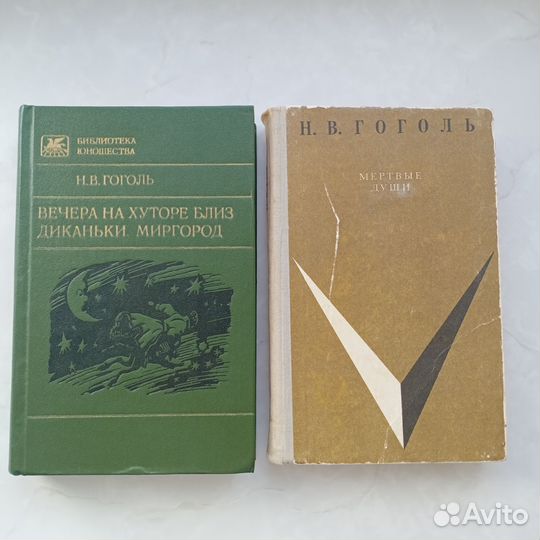 БИБЛИОТЕКА
ЮНОШЕСТВА
Н.В.ГОГОЛЬ
ВЕЧЕРА НА ХУТОРЕ БЛИЗ
ДИКАНЬКИ. МИРГОРОД
Н. В. ГОГОЛЬ
МЕРТВЫЕ
ДУШИ
Avito